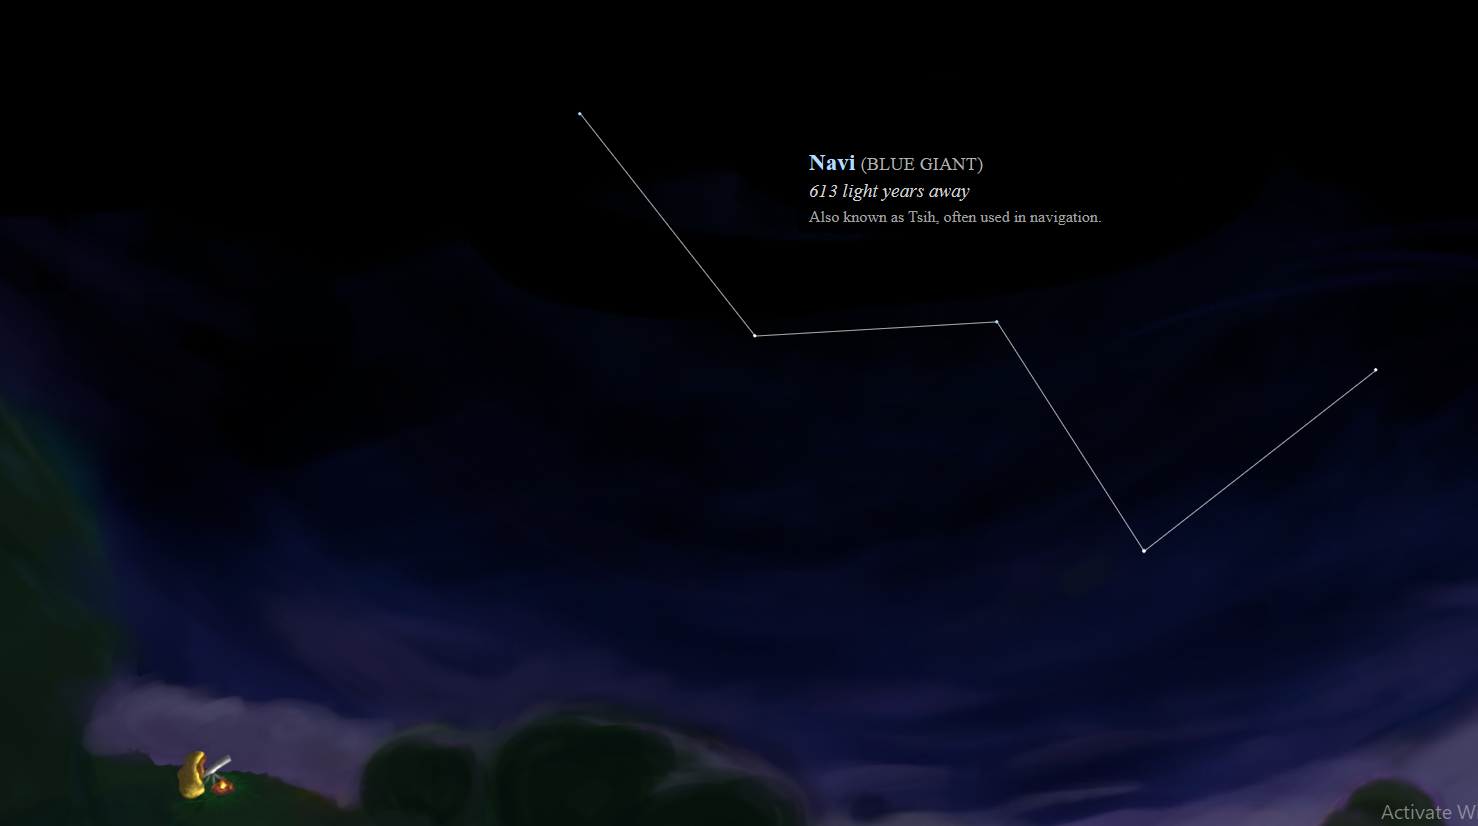 Navi (BLUE GIANT)
613 light years away
Also known as Tsih, often used in navigation.
Activate W